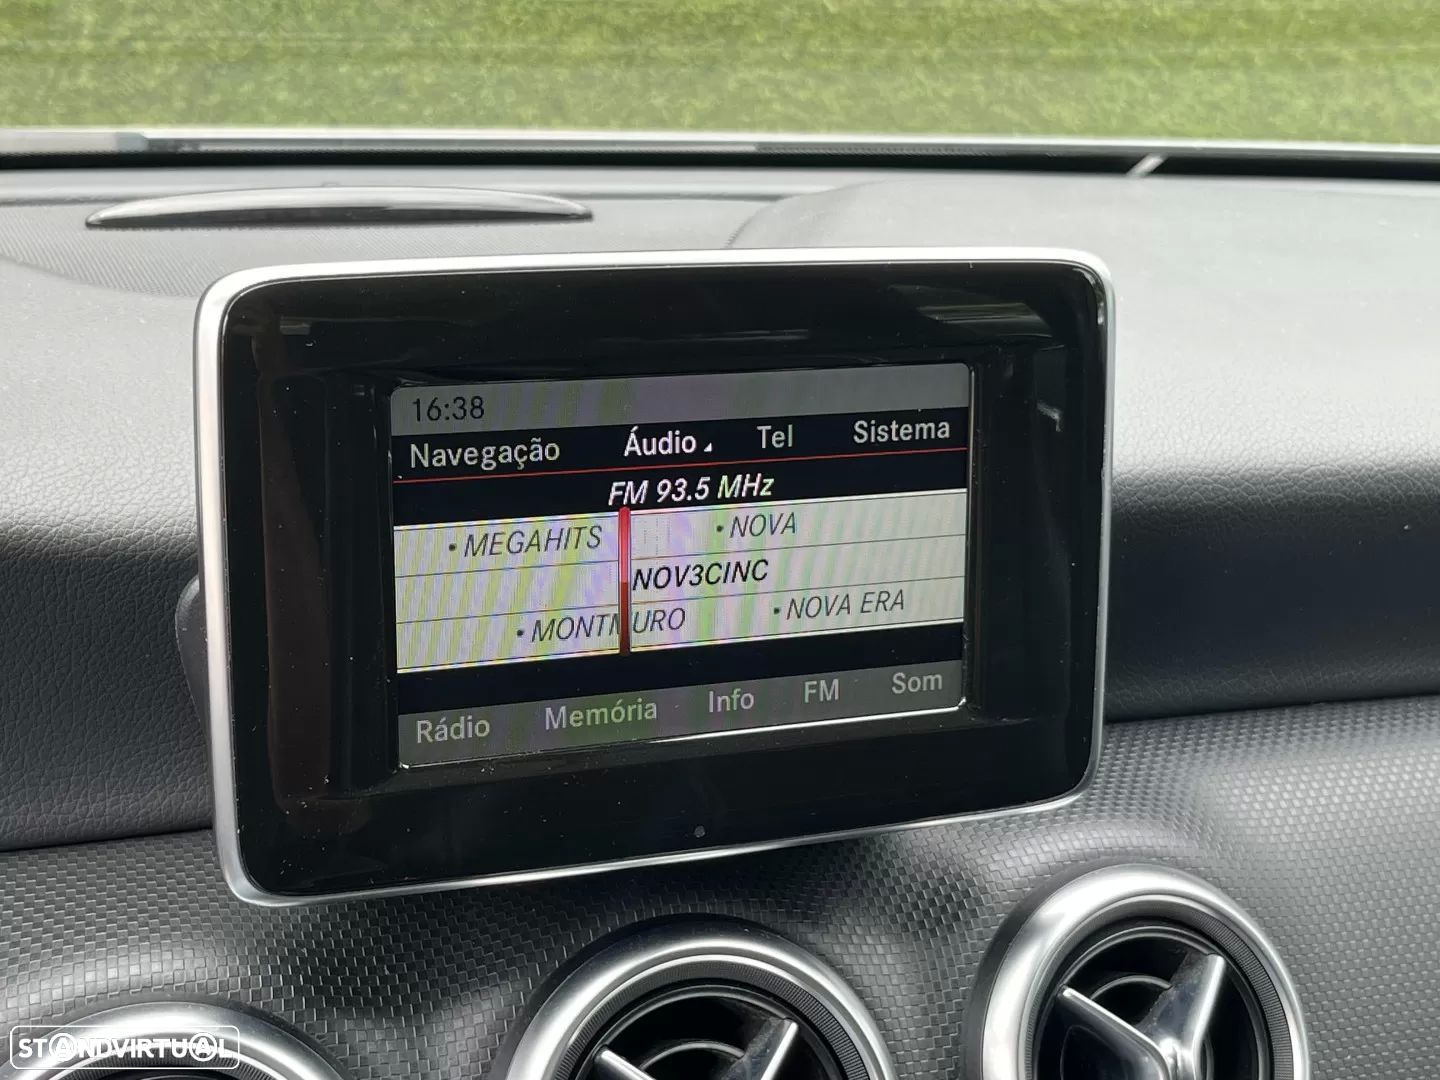 16:38
Navegação Áudio Tel Sistema
FM 93.5 MHz
• MEGAHITS • NOVA
NOV3CINC
• MONTMURO • NOVA ERA
Rádio Memória Info FM Som
STANDVIRTUAL